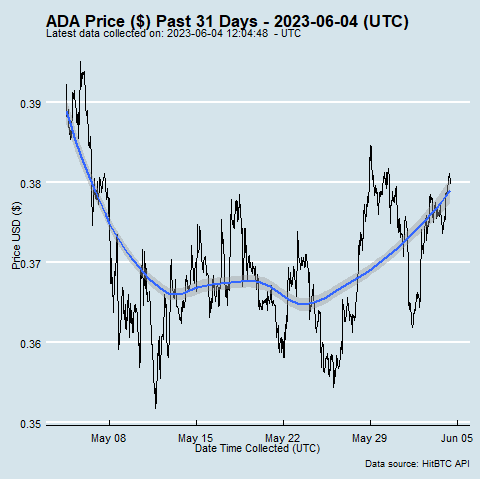 ADA Price ($) Past 31 Days - 2023-06-04 (UTC)
Latest data collected on: 2023-06-04 12:04:48 - UTC
Price USD ($)
0.39
0.38
0.37
0.36
0.35
May 08
May 15
May 22
May 29
Jun 05
Date Time Collected (UTC)
Data source: HitBTC API